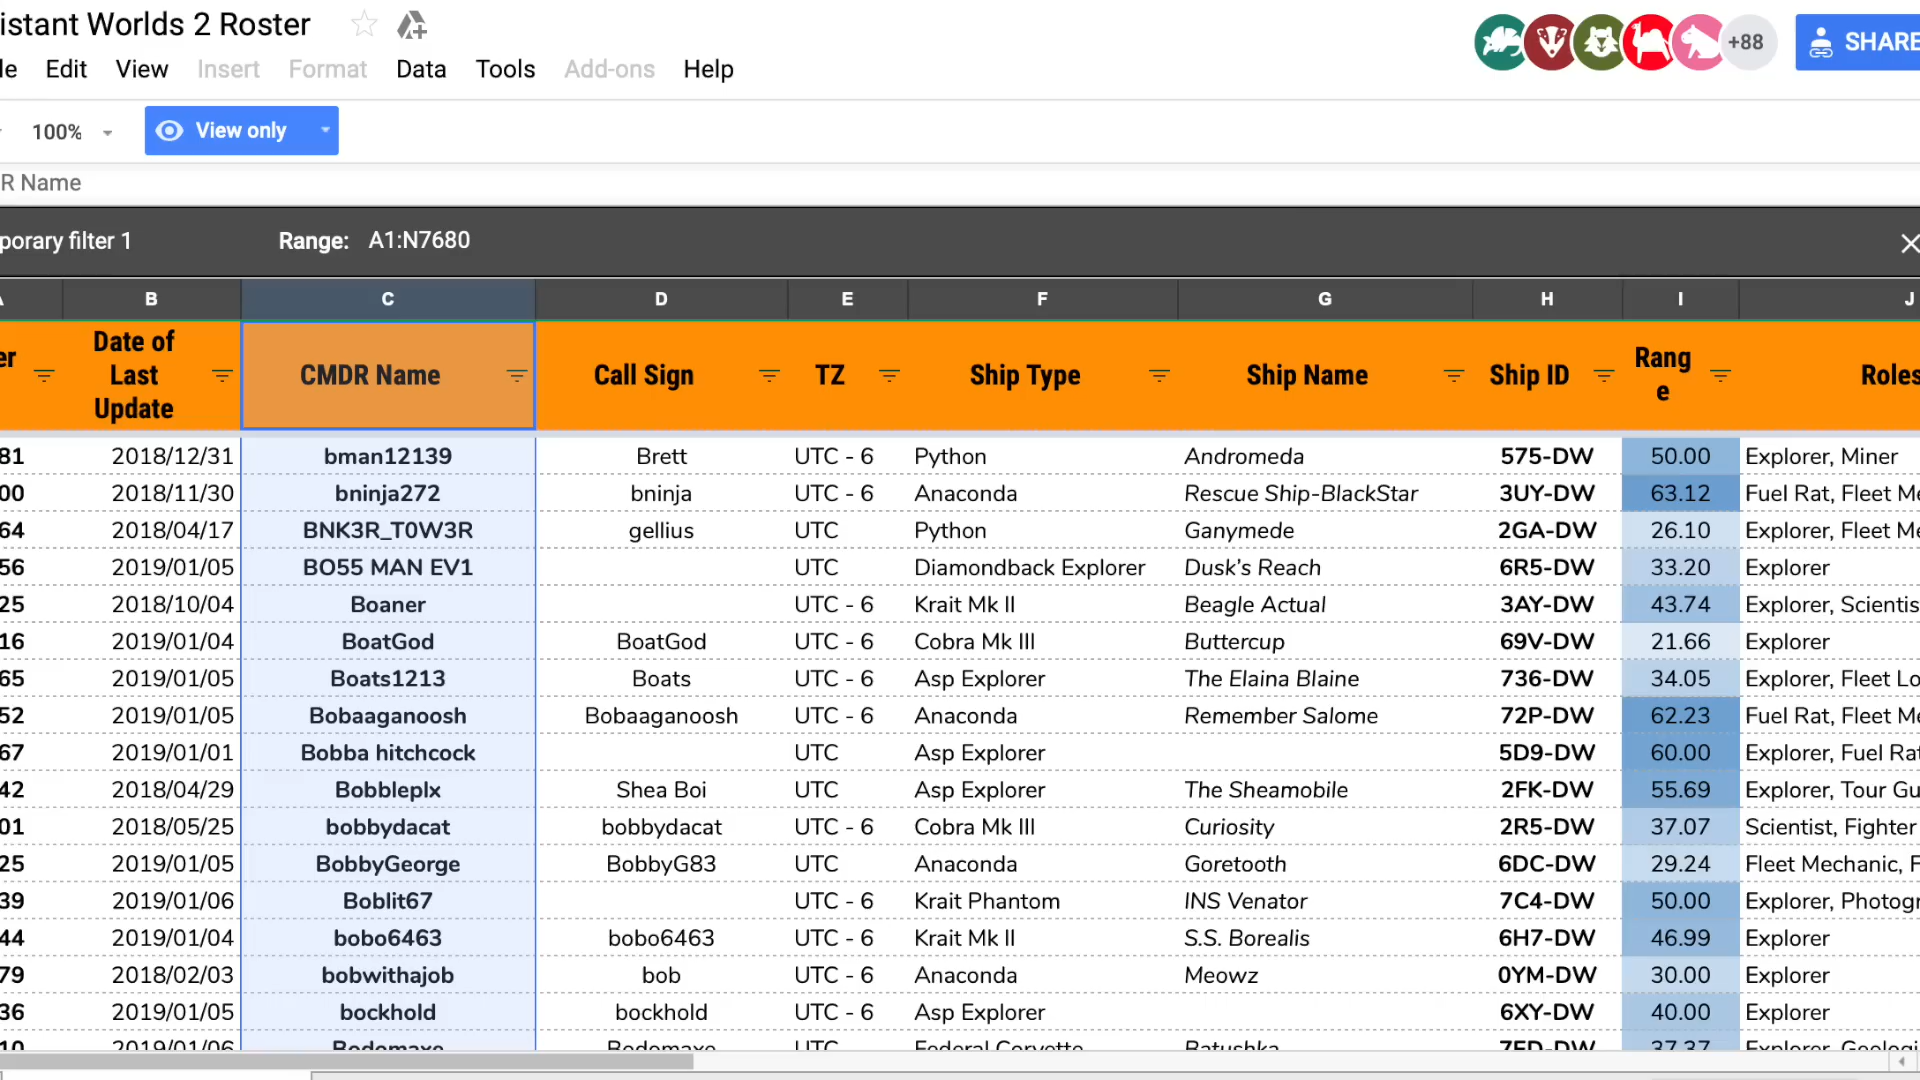 istant Worlds 2 Roster
+88
SHARE
le Edit View Insert Format Data Tools Add-ons Help
100% View only
R Name
porary filter 1 Range: A1:N7680
A B C D E F G H I J
er Date of Last Update CMDR Name Call Sign TZ Ship Type Ship Name Ship ID Range Roles
81 2018/12/31 bman12139 Brett UTC - 6 Python Andromeda 575-DW 50.00 Explorer, Miner
00 2018/11/30 bninja272 bninja UTC - 6 Anaconda Rescue Ship-BlackStar 3UY-DW 63.12 Fuel Rat, Fleet Me
64 2018/04/17 BNK3R_T0W3R gellius UTC Python Ganymede 2GA-DW 26.10 Explorer, Fleet Me
56 2019/01/05 BO55 MAN EV1 UTC Diamondback Explorer Dusk's Reach 6R5-DW 33.20 Explorer
25 2018/10/04 Boaner UTC - 6 Krait Mk II Beagle Actual 3AY-DW 43.74 Explorer, Scientis
16 2019/01/04 BoatGod BoatGod UTC - 6 Cobra Mk III Buttercup 69V-DW 21.66 Explorer
65 2019/01/05 Boats1213 Boats UTC - 6 Asp Explorer The Elaina Blaine 736-DW 34.05 Explorer, Fleet Lo
52 2019/01/05 Bobaaganoosh Bobaaganoosh UTC - 6 Anaconda Remember Salome 72P-DW 62.23 Fuel Rat, Fleet Me
67 2019/01/01 Bobba hitchcock UTC Asp Explorer 5D9-DW 60.00 Explorer, Fuel Rat
42 2018/04/29 Bobbleplx Shea Boi UTC Asp Explorer The Sheamobile 2FK-DW 55.69 Explorer, Tour Gu
01 2018/05/25 bobbydacat bobbydacat UTC - 6 Cobra Mk III Curiosity 2R5-DW 37.07 Scientist, Fighter
25 2019/01/05 BobbyGeorge BobbyG83 UTC Anaconda Goretooth 6DC-DW 29.24 Fleet Mechanic, F
39 2019/01/06 Boblit67 UTC - 6 Krait Phantom INS Venator 7C4-DW 50.00 Explorer, Photogr
44 2019/01/04 bobo6463 bobo6463 UTC - 6 Krait Mk II S.S. Borealis 6H7-DW 46.99 Explorer
79 2018/02/03 bobwithajob bob UTC - 6 Anaconda Meowz 0YM-DW 30.00 Explorer
36 2019/01/05 bockhold bockhold UTC - 6 Asp Explorer 6XY-DW 40.00 Explorer
10 2019/01/06 Bodomaxe Bodomaxe UTC Federal Corvette Batushka 37.37 Explorer, Geologi